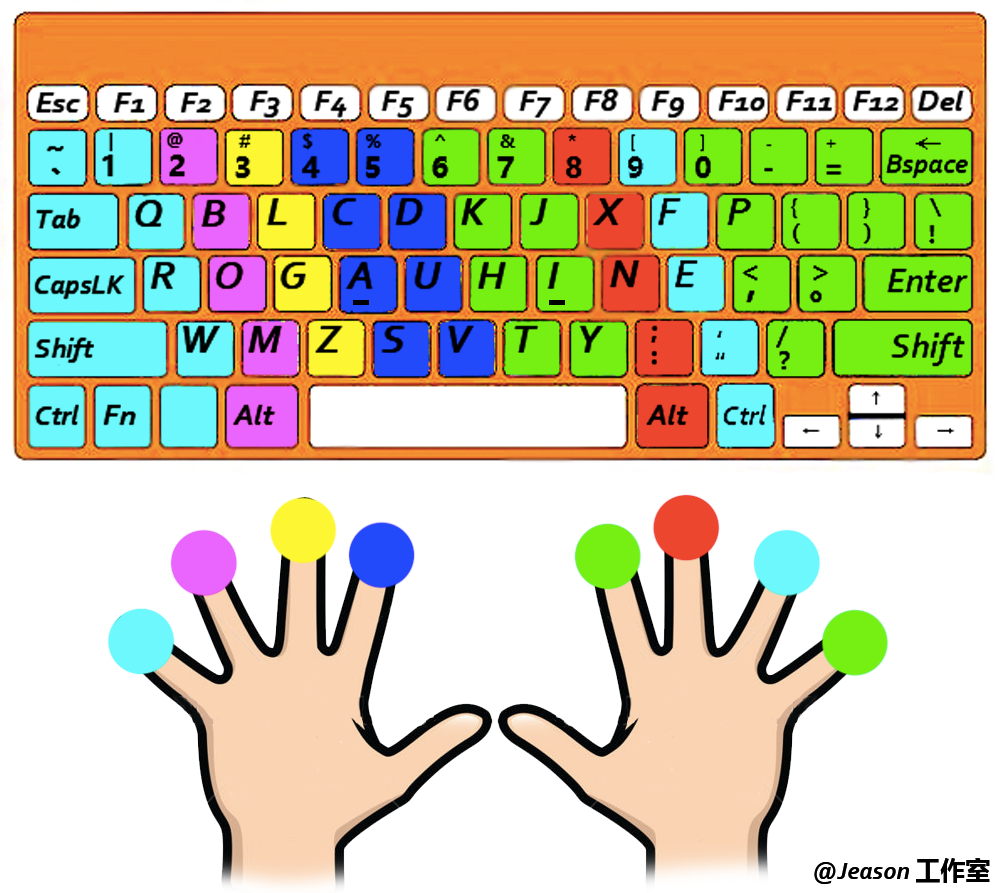 Esc F1 F2 F3 F4 F5 F6 F7 F8 F9 F10 F11 F12 Del
~ | @ # $ % ^ & * [ ] - + ←
` 1 2 3 4 5 6 7 8 9 0 - = Bspace
Tab Q B L C D K J X F P { } \
( ) !
CapsLK R O G A U H I N E < > Enter
, o
Shift W M Z S V T Y ; ' / Shift
: " ?
Ctrl Fn Alt Alt Ctrl ↑
← ↓ →
@Jeason 工作室